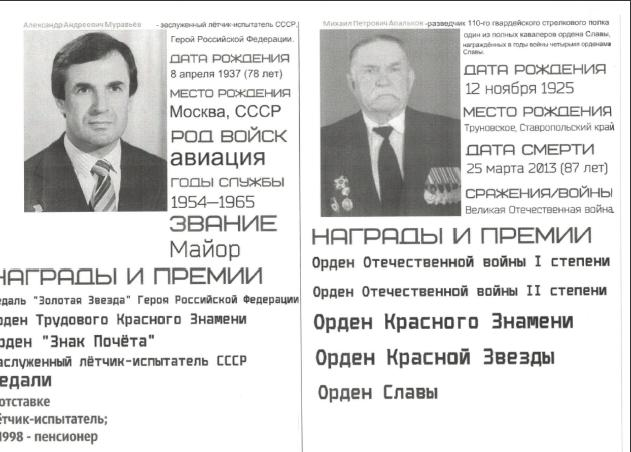 Александр Андреевич Муравьёв - заслуженный лётчик-испытатель СССР,
Герой Российской Федерации.
ДАТА РОЖДЕНИЯ
8 апреля 1937 (78 лет)
МЕСТО РОЖДЕНИЯ
Москва, СССР
РОД ВОЙСК
авиация
ГОДЫ СЛУЖБЫ
1954—1965
ЗВАНИЕ
Майор
НАГРАДЫ И ПРЕМИИ
едаль "Золотая Звезда" Героя Российской Федерации
рден Трудового Красного Знамени
рден "Знак Почёта"
аслуженный лётчик-испытатель СССР
едали
отставке
ётчик-испытатель;
1998 - пенсионер
Михаил Петрович Апальков -разведчик 110-го гвардейского стрелкового полка
один из полных кавалеров ордена Славы,
награждённых в годы войны четырьмя орденами
Славы.
ДАТА РОЖДЕНИЯ
12 ноября 1925
МЕСТО РОЖДЕНИЯ
Труновское, Ставропольский край
ДАТА СМЕРТИ
25 марта 2013 (87 лет)
СРАЖЕНИЯ/ВОЙНЫ
Великая Отечественная война
НАГРАДЫ И ПРЕМИИ
Орден Отечественной войны I степени
Орден Отечественной войны II степени
Орден Красного Знамени
Орден Красной Звезды
Орден Славы